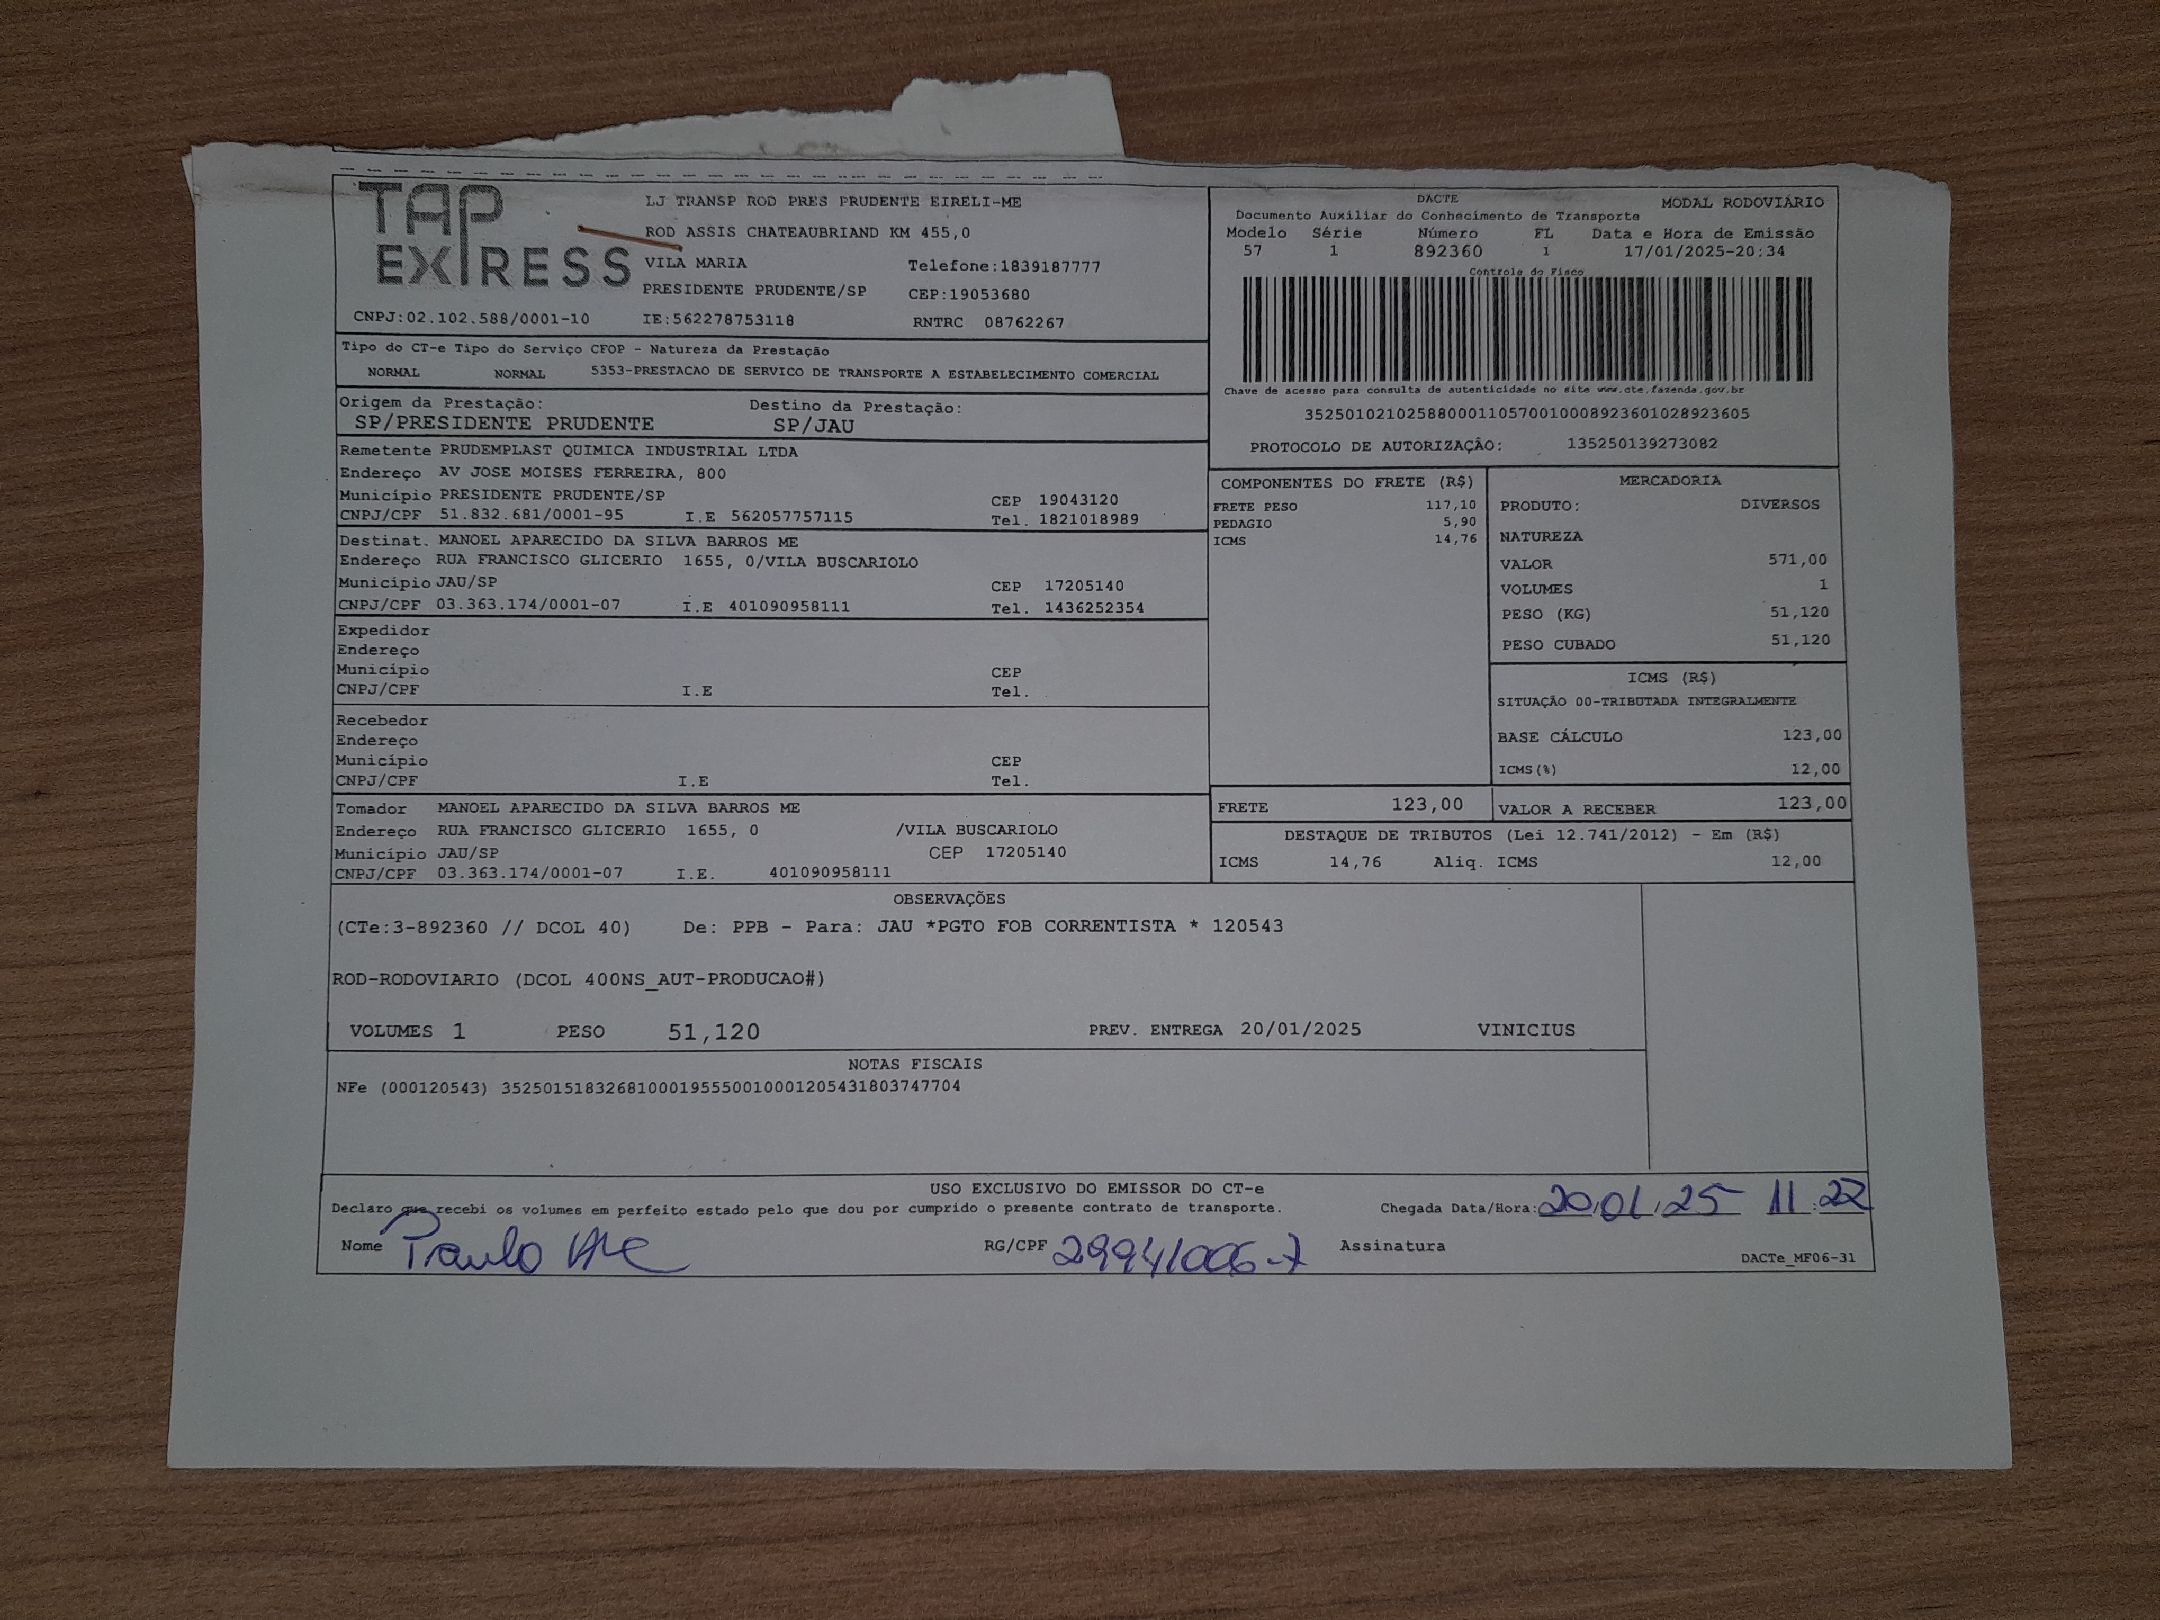 TAP EXPRESS
LJ TRANSP ROD PRES PRUDENTE EIRELI-ME
ROD ASSIS CHATEAUBRIAND KM 455,0
VILA MARIA Telefone:1839187777
PRESIDENTE PRUDENTE/SP CEP:19053680
CNPJ:02.102.588/0001-10 IE:562278753118 RNTRC 08762267
DACTE MODAL RODOVIÁRIO
Documento Auxiliar do Conhecimento de Transporte
Modelo Série Número FL Data e Hora de Emissão
57 1 892360 1 17/01/2025-20:34
Controle do Fisco
Chave de acesso para consulta de autenticidade no site www.cte.fazenda.gov.br
35250102102588000110570010008923601028923605
PROTOCOLO DE AUTORIZAÇÃO: 135250139273082
Tipo do CT-e Tipo do Serviço CFOP - Natureza da Prestação
NORMAL NORMAL 5353-PRESTACAO DE SERVICO DE TRANSPORTE A ESTABELECIMENTO COMERCIAL
Origem da Prestação: Destino da Prestação:
SP/PRESIDENTE PRUDENTE SP/JAU
Remetente PRUDEMPLAST QUIMICA INDUSTRIAL LTDA
Endereço AV JOSE MOISES FERREIRA, 800
Município PRESIDENTE PRUDENTE/SP CEP 19043120
CNPJ/CPF 51.832.681/0001-95 I.E 562057757115 Tel. 1821018989
Destinat. MANOEL APARECIDO DA SILVA BARROS ME
Endereço RUA FRANCISCO GLICERIO 1655, 0/VILA BUSCARIOLO
Município JAU/SP CEP 17205140
CNPJ/CPF 03.363.174/0001-07 I.E 401090958111 Tel. 1436252354
Expedidor
Endereço
Município CEP
CNPJ/CPF I.E Tel.
Recebedor
Endereço
Município CEP
CNPJ/CPF I.E Tel.
Tomador MANOEL APARECIDO DA SILVA BARROS ME
Endereço RUA FRANCISCO GLICERIO 1655, 0 /VILA BUSCARIOLO
Município JAU/SP CEP 17205140
CNPJ/CPF 03.363.174/0001-07 I.E. 401090958111
COMPONENTES DO FRETE (R$)
FRETE PESO 117,10
PEDAGIO 5,90
ICMS 14,76
MERCADORIA
PRODUTO: DIVERSOS
NATUREZA
VALOR 571,00
VOLUMES 1
PESO (KG) 51,120
PESO CUBADO 51,120
ICMS (R$)
SITUAÇÃO 00-TRIBUTADA INTEGRALMENTE
BASE CÁLCULO 123,00
ICMS(%) 12,00
FRETE 123,00 VALOR A RECEBER 123,00
DESTAQUE DE TRIBUTOS (Lei 12.741/2012) - Em (R$)
ICMS 14,76 Aliq. ICMS 12,00
OBSERVAÇÕES
(CTe:3-892360 // DCOL 40) De: PPB - Para: JAU *PGTO FOB CORRENTISTA * 120543
ROD-RODOVIARIO (DCOL 400NS_AUT-PRODUCAO#)
VOLUMES 1 PESO 51,120 PREV. ENTREGA 20/01/2025 VINICIUS
NOTAS FISCAIS
NFe (000120543) 35250151832681000195550010001205431803747704
USO EXCLUSIVO DO EMISSOR DO CT-e
Declaro que recebi os volumes em perfeito estado pelo que dou por cumprido o presente contrato de transporte. Chegada Data/Hora: 20/01/25 11:22
Nome Paulo RG/CPF 29941006-7 Assinatura
DACTe_MF06-31